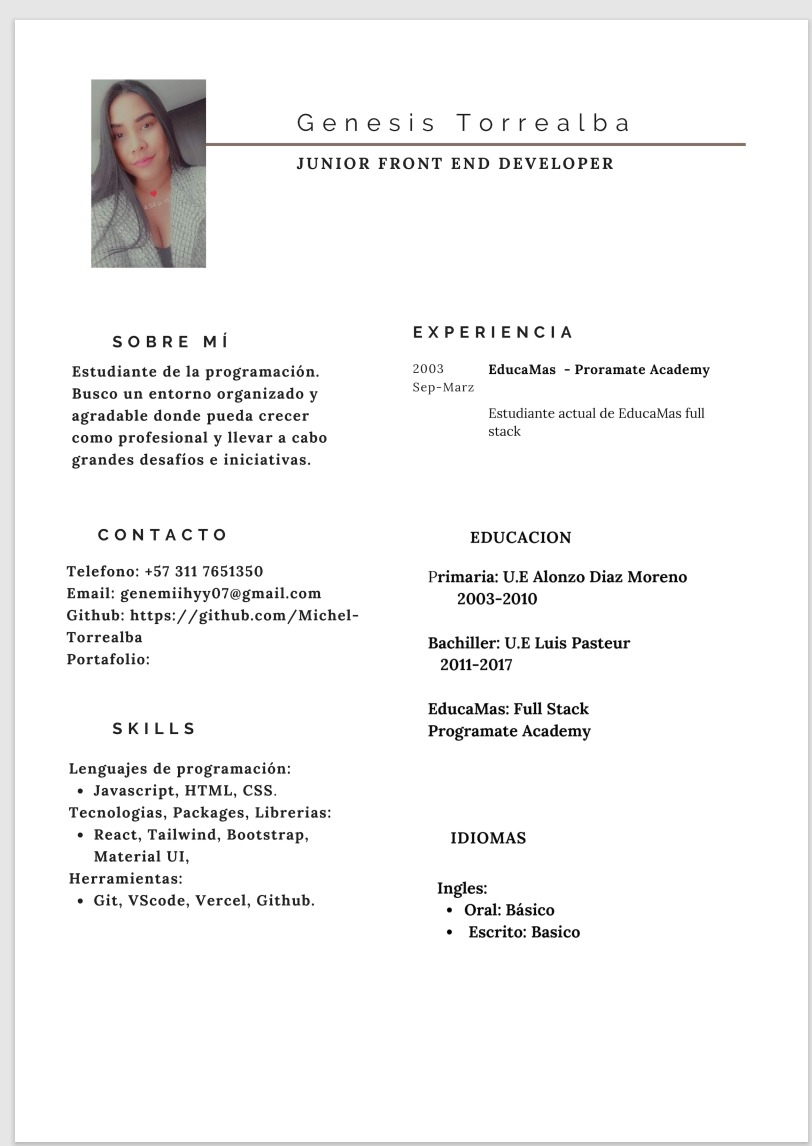 Genesis Torrealba
JUNIOR FRONT END DEVELOPER
SOBRE MÍ
Estudiante de la programación.
Busco un entorno organizado y
agradable donde pueda crecer
como profesional y llevar a cabo
grandes desafíos e iniciativas.
CONTACTO
Telefono: +57 311 7651350
Email: genemiihyy07@gmail.com
Github: https://github.com/Michel-
Torrealba
Portafolio:
SKILLS
Lenguajes de programación:
• Javascript, HTML, CSS.
Tecnologias, Packages, Librerias:
• React, Tailwind, Bootstrap,
Material UI,
Herramientas:
• Git, VScode, Vercel, Github.
EXPERIENCIA
2003
Sep-Marz
EducaMas - Proramate Academy
Estudiante actual de EducaMas full
stack
EDUCACION
Primaria: U.E Alonzo Diaz Moreno
2003-2010
Bachiller: U.E Luis Pasteur
2011-2017
EducaMas: Full Stack
Programate Academy
IDIOMAS
Ingles:
• Oral: Básico
• Escrito: Basico